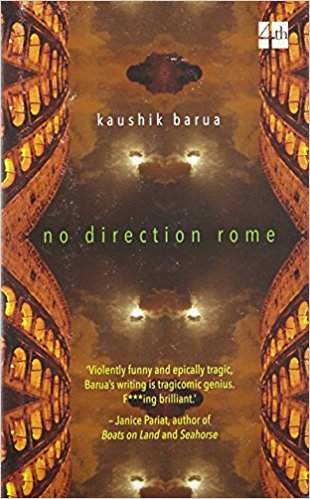 4th
kaushik barua
no direction rome
'Violently funny and epically tragic,
Barua's writing is tragicomic genius.
F***ing brilliant.'
– Janice Pariat, author of
Boats on Land and Seahorse